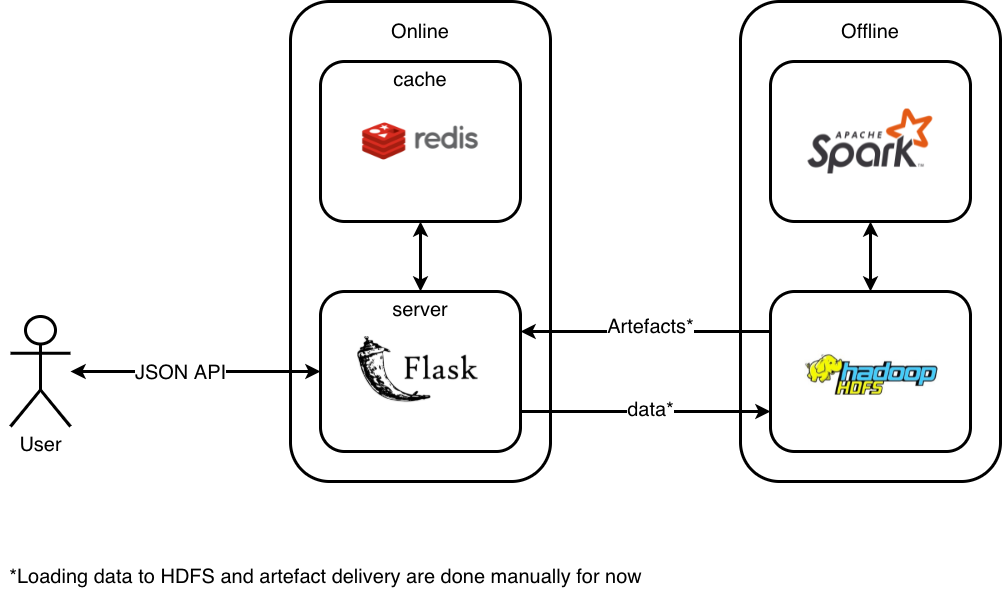 Online
Offline
cache
redis
APACHE
Spark™
server
Flask
Artefacts*
JSON API
hadoop
HDFS
data*
User
*Loading data to HDFS and artefact delivery are done manually for now